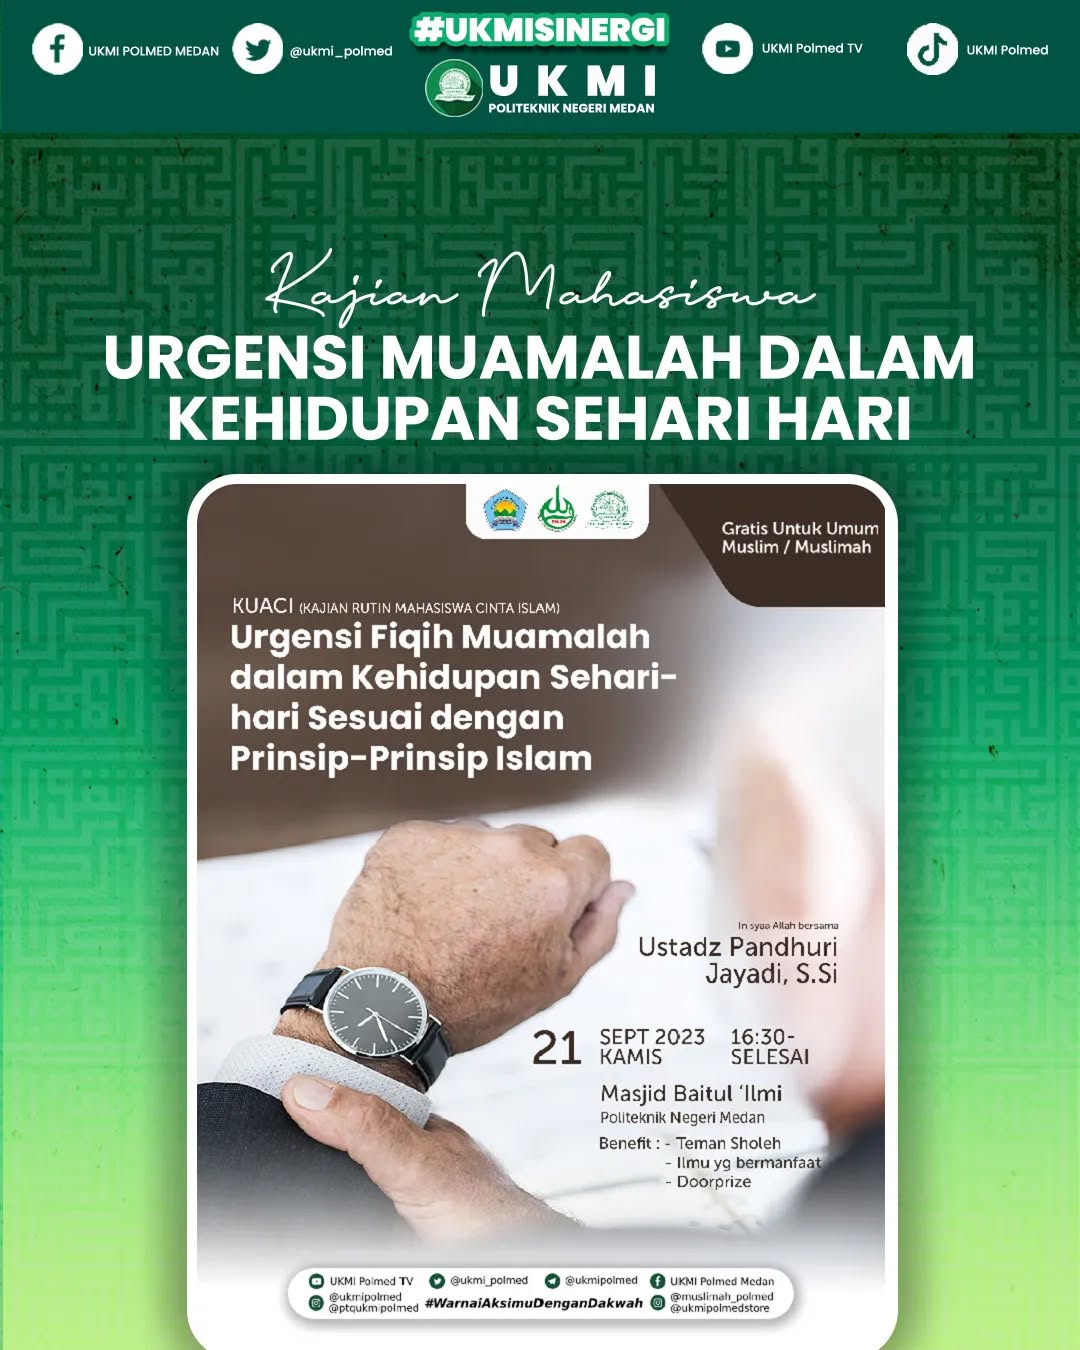 UKMI POLMED MEDAN
@ukmi_polmed
#UKMISINERGI
UKMI
POLITEKNIK NEGERI MEDAN
UKMI Polmed TV
UKMI Polmed
Kajian Mahasiswa
URGENSI MUAMALAH DALAM
KEHIDUPAN SEHARI HARI
Gratis Untuk Umum
Muslim / Muslimah
KUACI (KAJIAN RUTIN MAHASISWA CINTA ISLAM)
Urgensi Fiqih Muamalah
dalam Kehidupan Sehari-
hari Sesuai dengan
Prinsip-Prinsip Islam
In syaa Allah bersama
Ustadz Pandhuri
Jayadi, S.Si
21
SEPT 2023
KAMIS
16:30-
SELESAI
Masjid Baitul ‘Ilmi
Politeknik Negeri Medan
Benefit : - Teman Sholeh
- Ilmu yg bermanfaat
- Doorprize
UKMI Polmed TV
@ukmi_polmed
@ukmipolmed
UKMI Polmed Medan
@ukmipolmed
@ptqukmipolmed
#WarnaiAksimuDenganDakwah
@muslimah_polmed
@ukmipolmedstore